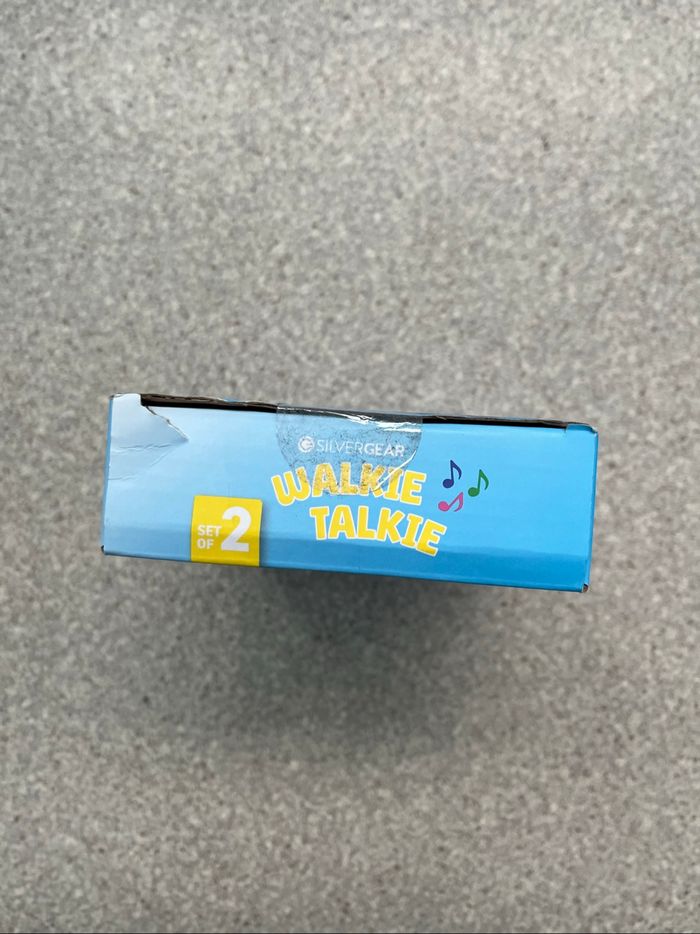 SILVERGEAR
WALKIE
TALKIE
SET
OF 2